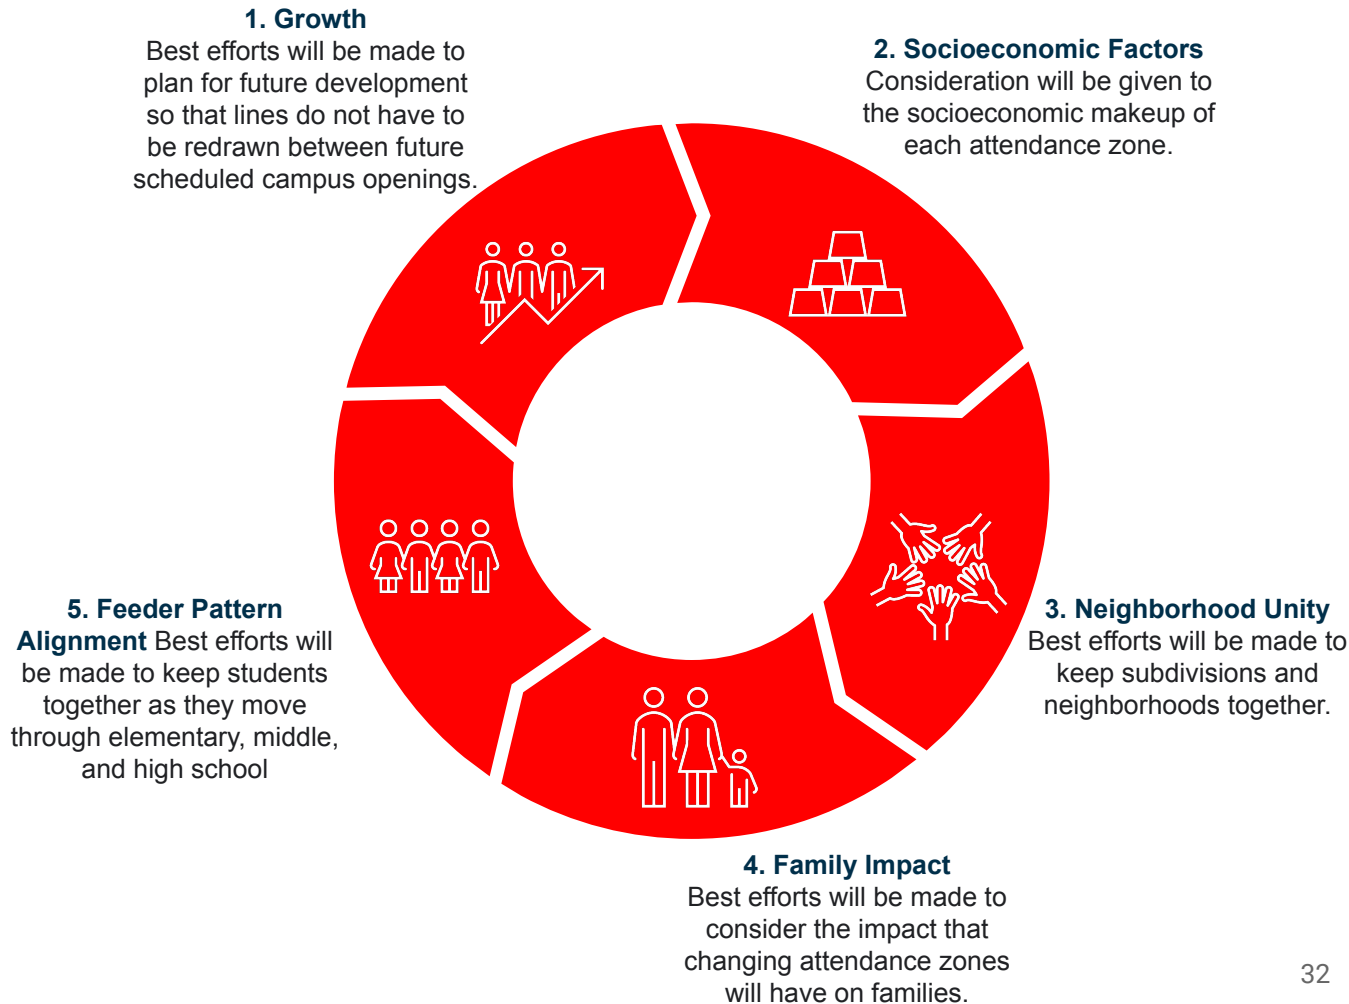 1. Growth
Best efforts will be made to
plan for future development
so that lines do not have to
be redrawn between future
scheduled campus openings.
2. Socioeconomic Factors
Consideration will be given to
the socioeconomic makeup of
each attendance zone.
3. Neighborhood Unity
Best efforts will be made to
keep subdivisions and
neighborhoods together.
4. Family Impact
Best efforts will be made to
consider the impact that
changing attendance zones
will have on families.
5. Feeder Pattern
Alignment Best efforts will
be made to keep students
together as they move
through elementary, middle,
and high school
32